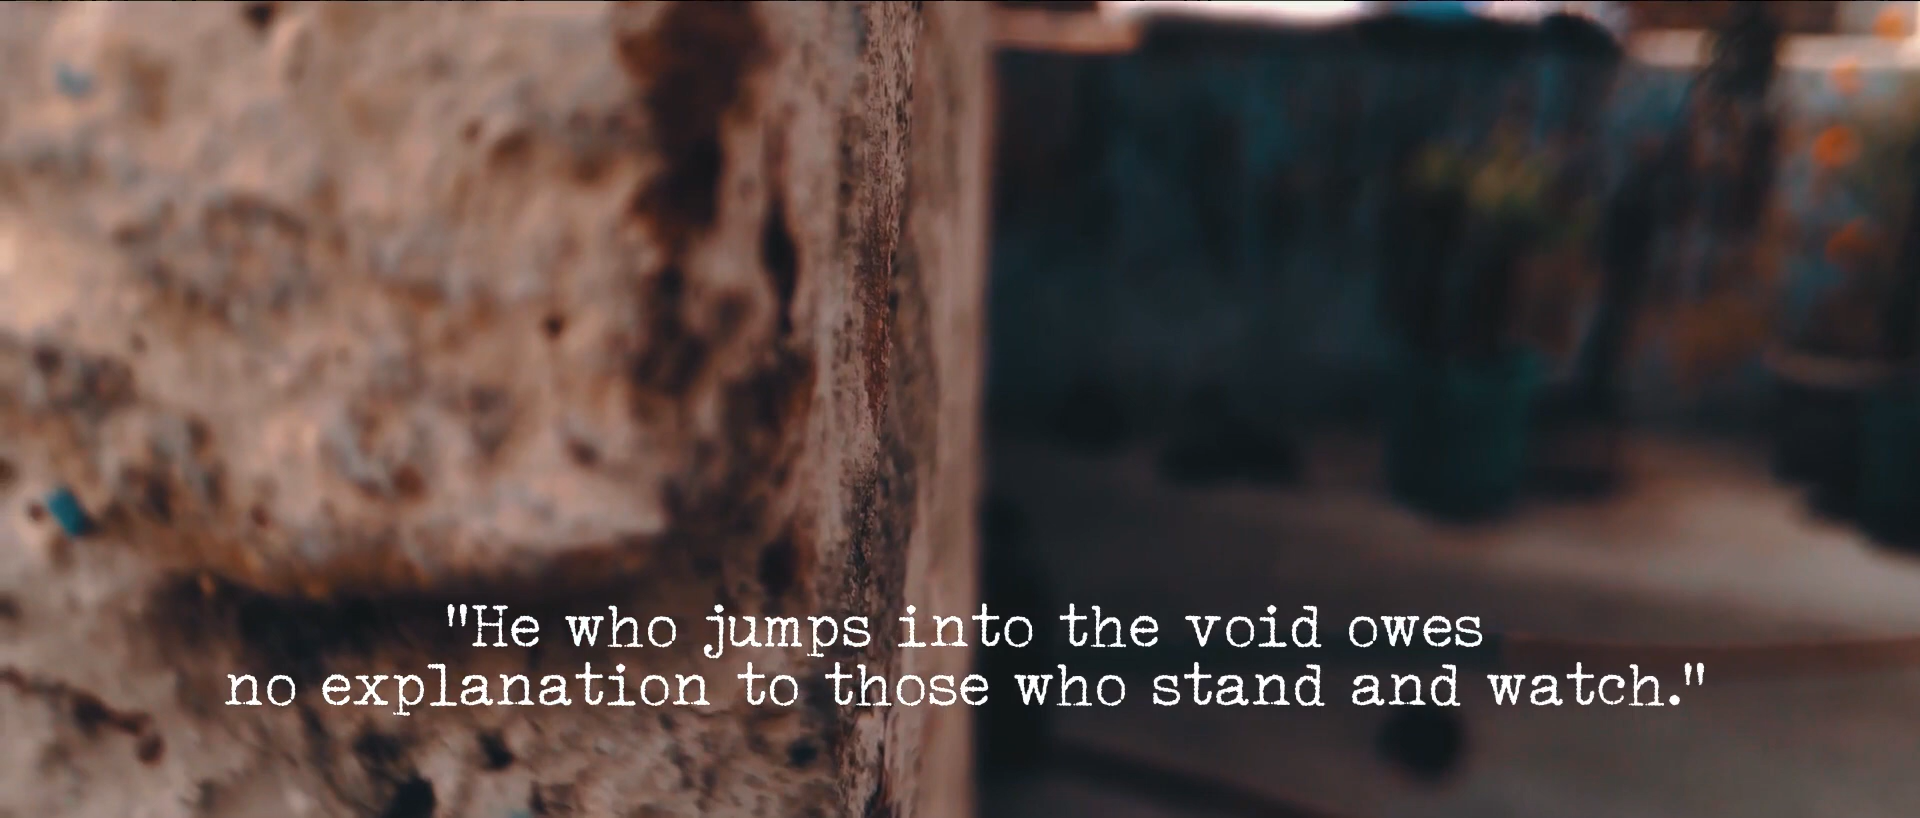 "He who jumps into the void owes
no explanation to those who stand and watch."